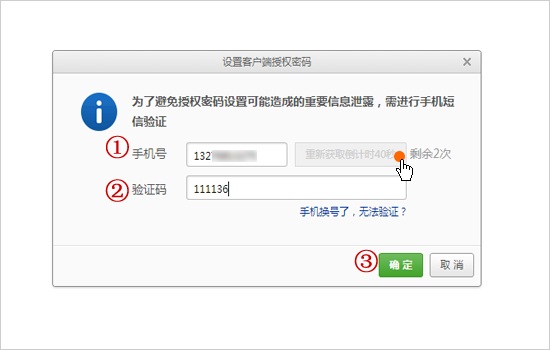 设置客户端授权密码
为了避免授权密码设置可能造成的重要信息泄露，需进行手机短
信验证
① 手机号 132 重新获取倒计时40秒 剩余2次
② 验证码 111136
手机换号了，无法验证？
③ 确 定 取 消